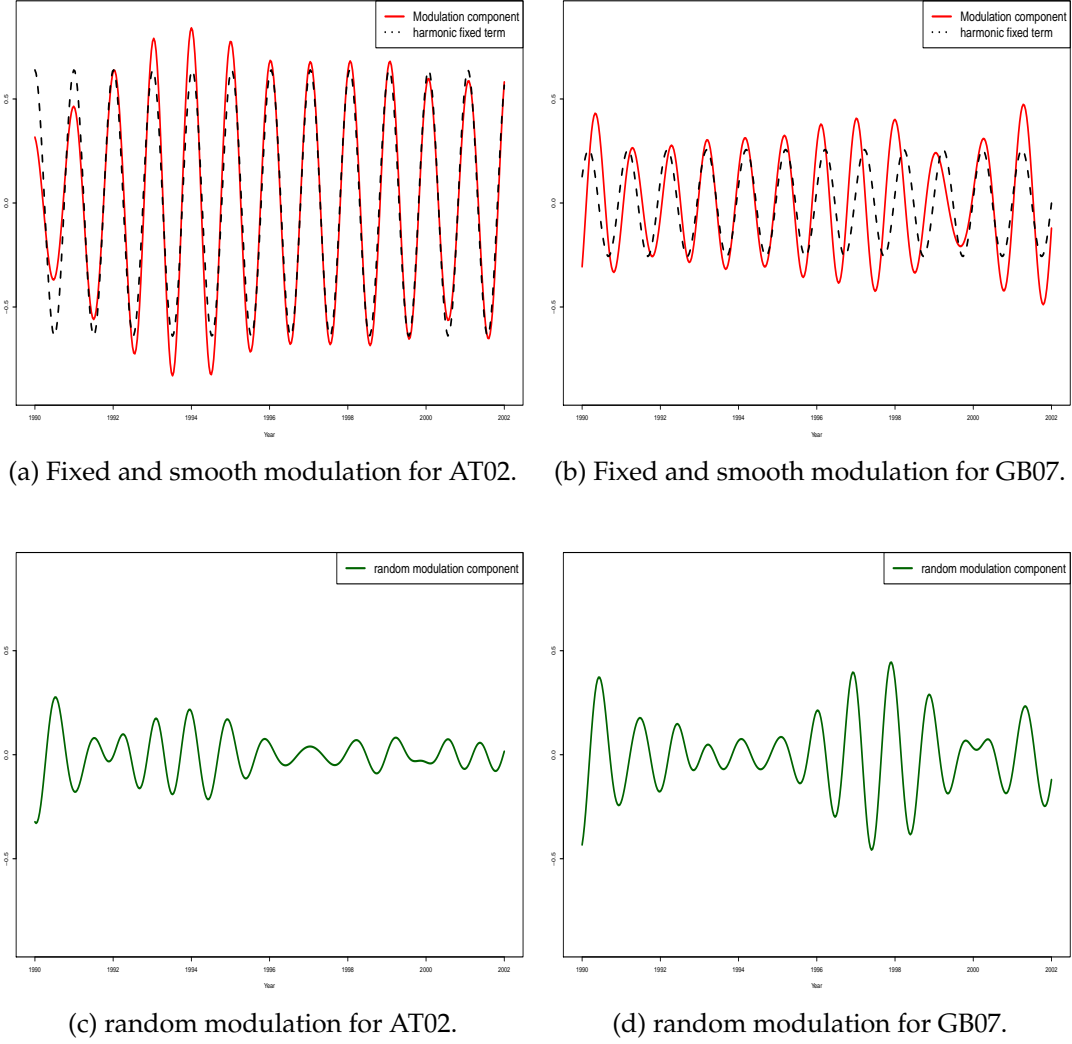 Modulation component
harmonic fixed term
0.5
0.0
−0.5
1990 1992 1994 1996 1998 2000 2002
Year
(a) Fixed and smooth modulation for AT02.
Modulation component
harmonic fixed term
0.5
0.0
−0.5
1990 1992 1994 1996 1998 2000 2002
Year
(b) Fixed and smooth modulation for GB07.
random modulation component
0.5
0.0
−0.5
1990 1992 1994 1996 1998 2000 2002
Year
(c) random modulation for AT02.
random modulation component
0.5
0.0
−0.5
1990 1992 1994 1996 1998 2000 2002
Year
(d) random modulation for GB07.